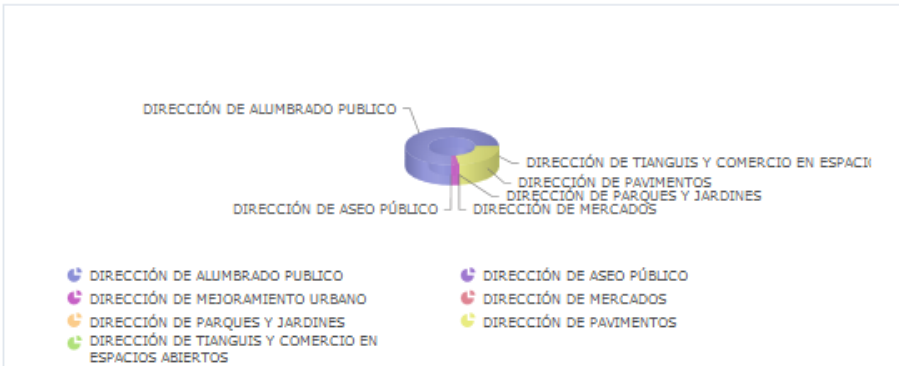 DIRECCIÓN DE ALUMBRADO PUBLICO
DIRECCIÓN DE TIANGUIS Y COMERCIO EN ESPACI
DIRECCIÓN DE PAVIMENTOS
DIRECCIÓN DE PARQUES Y JARDINES
DIRECCIÓN DE ASEO PÚBLICO
DIRECCIÓN DE MERCADOS
DIRECCIÓN DE ALUMBRADO PUBLICO
DIRECCIÓN DE ASEO PÚBLICO
DIRECCIÓN DE MEJORAMIENTO URBANO
DIRECCIÓN DE MERCADOS
DIRECCIÓN DE PARQUES Y JARDINES
DIRECCIÓN DE PAVIMENTOS
DIRECCIÓN DE TIANGUIS Y COMERCIO EN
ESPACIOS ABIERTOS